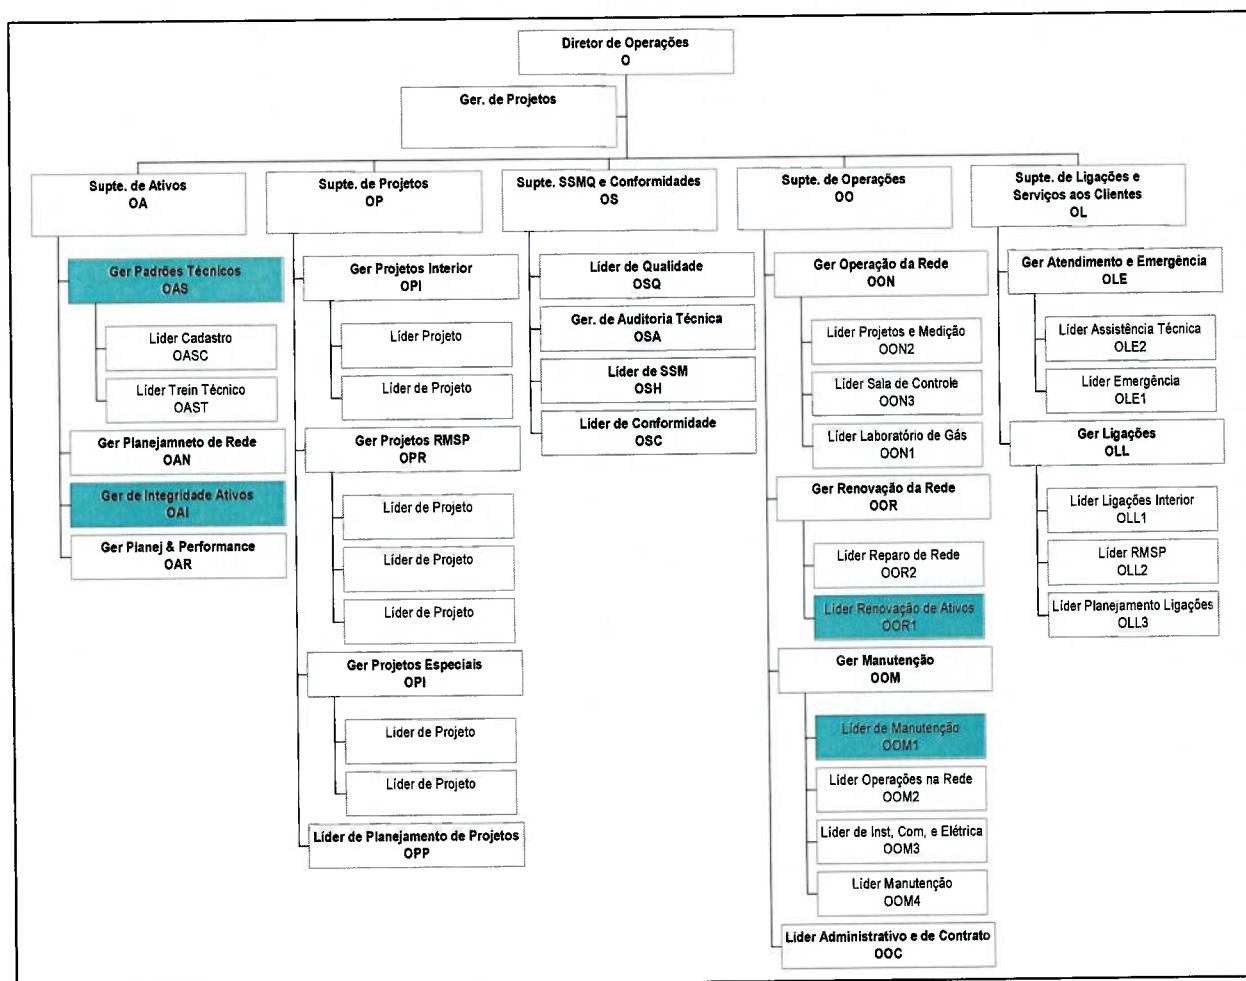 Diretor de Operações
O
Ger. de Projetos
Supte. de Ativos
OA
Ger Padrões Técnicos
OAS
Líder Cadastro
OASC
Líder Trein Técnico
OAST
Ger Planejamneto de Rede
OAN
Ger de Integridade Ativos
OAI
Ger Planej & Performance
OAR
Supte. de Projetos
OP
Ger Projetos Interior
OPI
Líder Projeto
Líder de Projeto
Ger Projetos RMSP
OPR
Líder de Projeto
Líder de Projeto
Líder de Projeto
Ger Projetos Especiais
OPI
Líder de Projeto
Líder de Projeto
Líder de Planejamento de Projetos
OPP
Supte. SSMQ e Conformidades
OS
Líder de Qualidade
OSQ
Ger. de Auditoria Técnica
OSA
Líder de SSM
OSH
Líder de Conformidade
OSC
Supte. de Operações
OO
Ger Operação da Rede
OON
Líder Projetos e Medição
OON2
Líder Sala de Controle
OON3
Líder Laboratório de Gás
OON1
Ger Renovação da Rede
OOR
Líder Reparo de Rede
OOR2
Líder Renovação de Ativos
OOR1
Ger Manutenção
OOM
Líder de Manutenção
OOM1
Líder Operações na Rede
OOM2
Líder de Inst, Com, e Elétrica
OOM3
Líder Manutenção
OOM4
Líder Administrativo e de Contrato
OOC
Supte. de Ligações e
Serviços aos Clientes
OL
Ger Atendimento e Emergência
OLE
Líder Assistência Técnica
OLE2
Líder Emergência
OLE1
Ger Ligações
OLL
Líder Ligações Interior
OLL1
Líder RMSP
OLL2
Líder Planejamento Ligações
OLL3